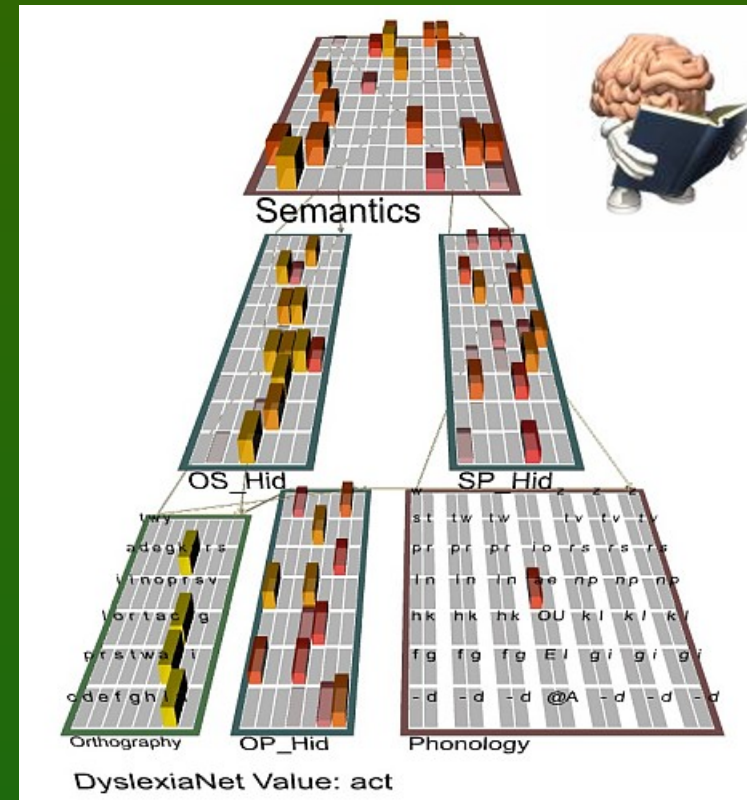 Semantics
OS_Hid
SP_Hid
w z z z
t w y
s t t w t w t v t v t v
a d e g k r s
p r p r p r i o r s r s r s
i i n o p r s v
l n l n l n a e n p n p n p
l o r t a c g
h k h k h k O U k l k l k l
p r s t w a i
f g f g f g E I g i g i g i
c d e f g h
- d - d - d @ A - d - d - d
Orthography
OP_Hid
Phonology
DyslexiaNet Value: act